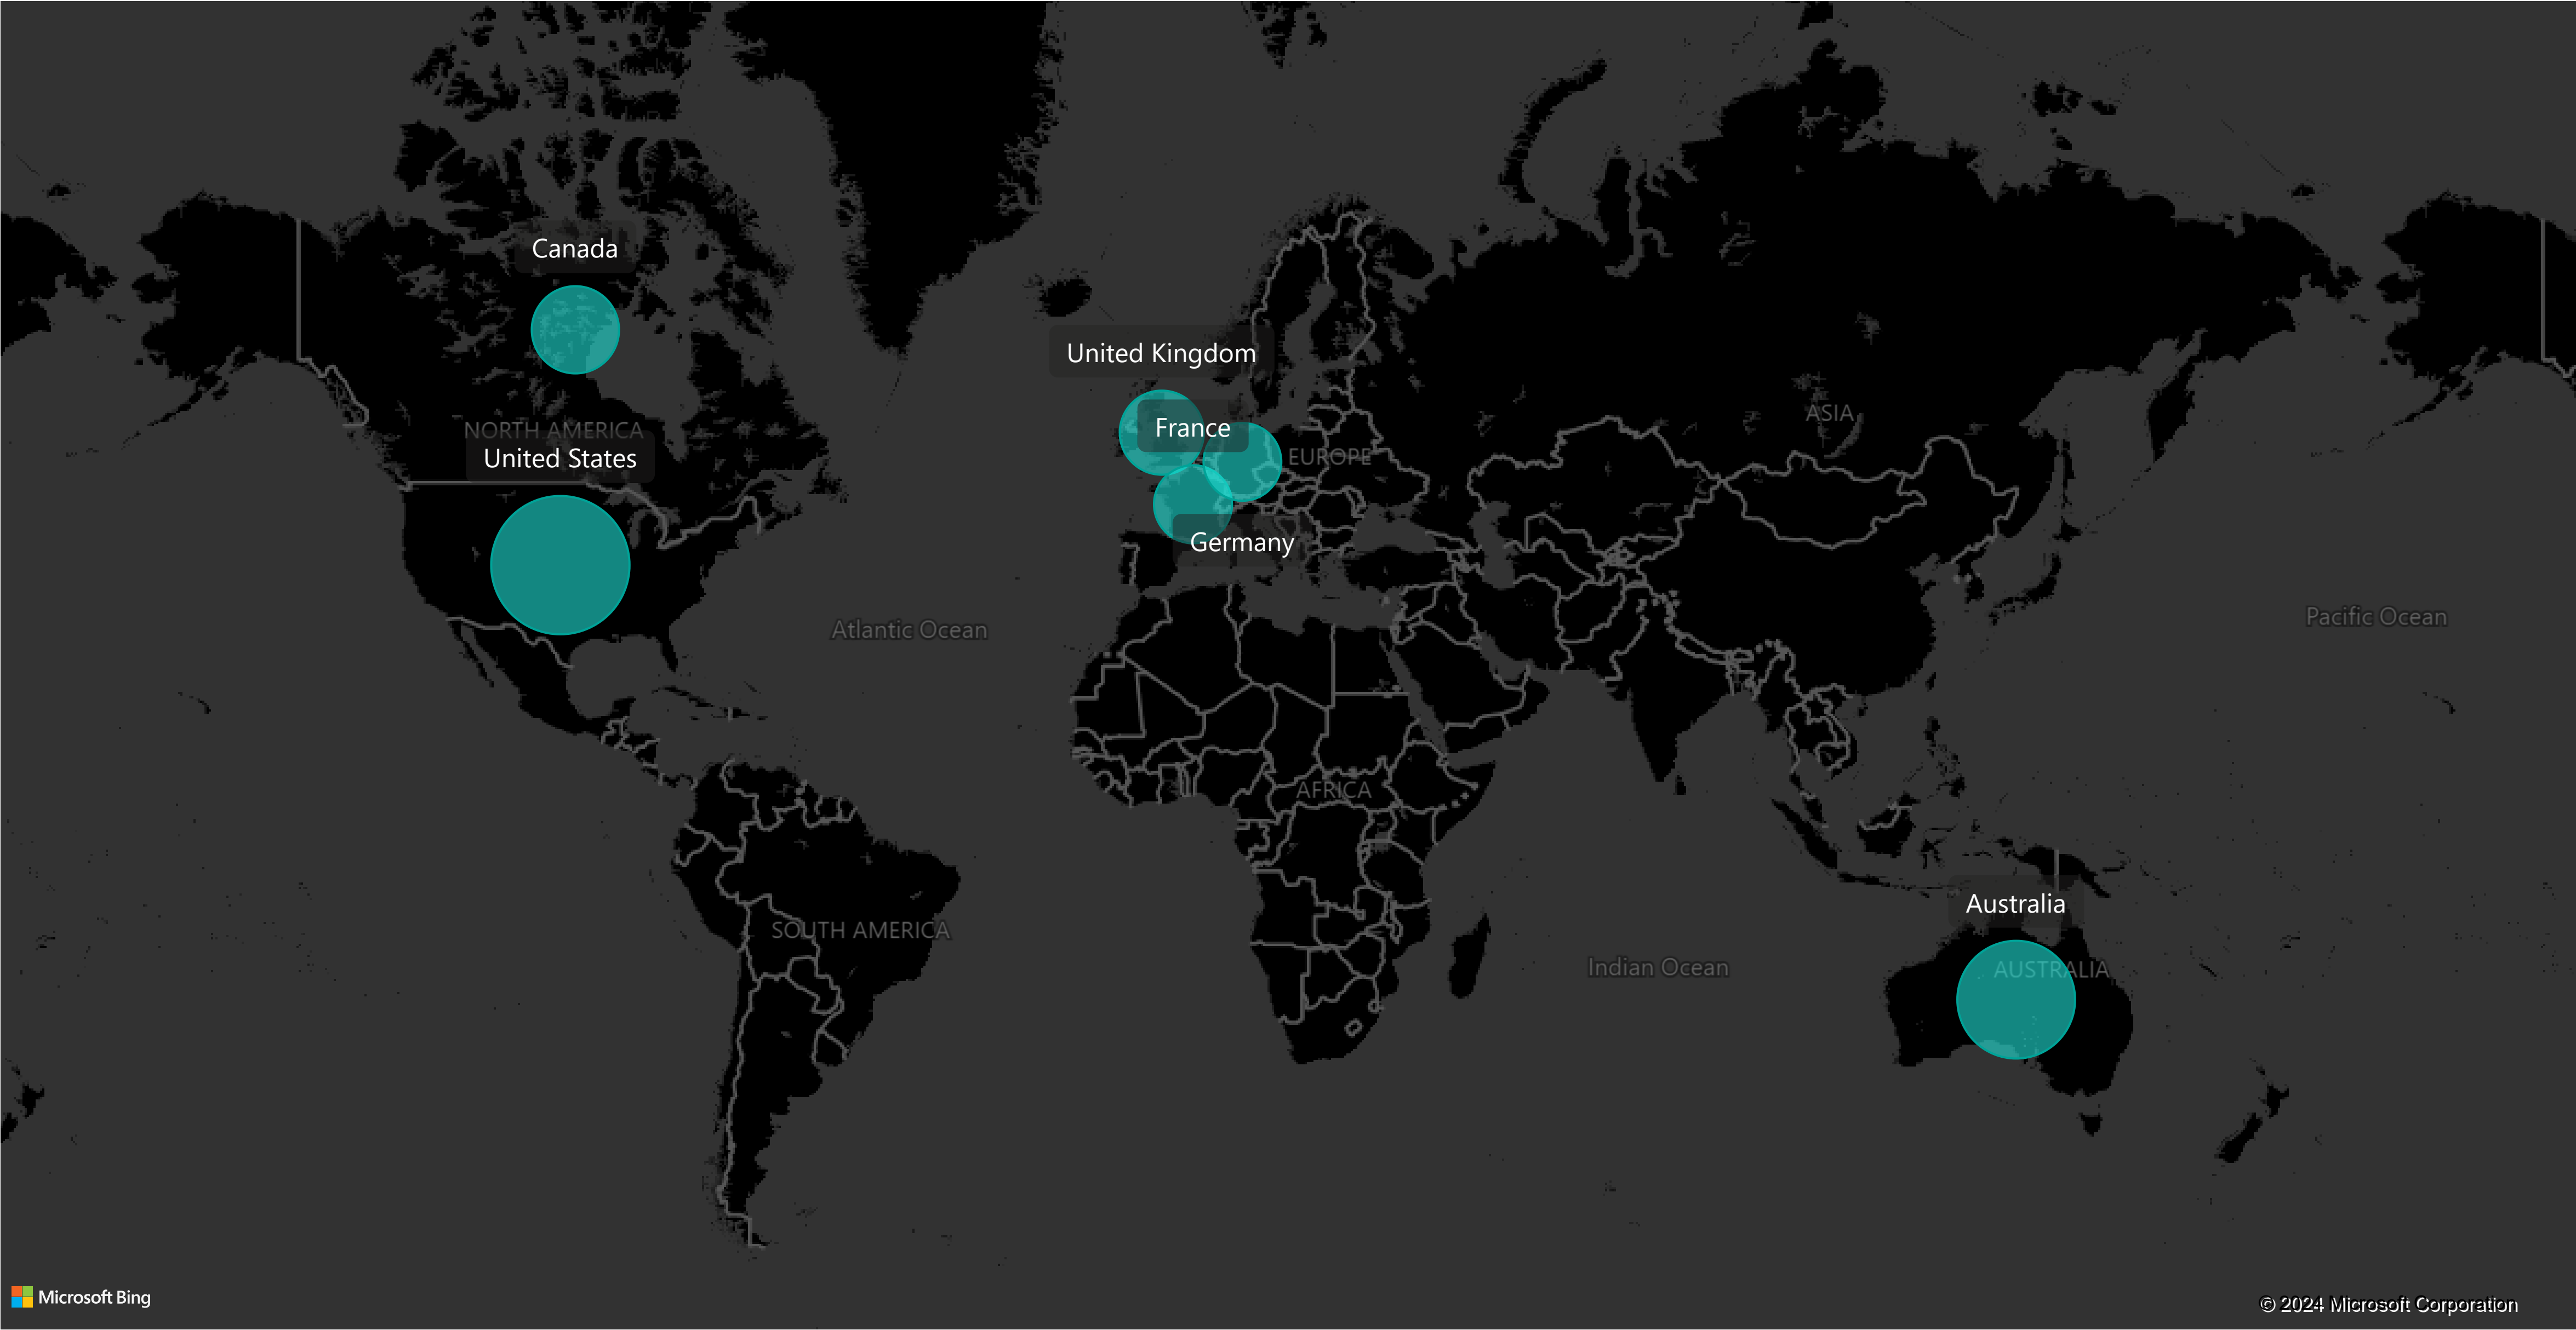 Canada
United Kingdom
NORTH AMERICA
ASIA
France
United States
EUROPE
Germany
Atlantic Ocean
Pacific Ocean
AFRICA
Australia
SOUTH AMERICA
Indian Ocean
AUSTRALIA
Microsoft Bing
© 2024 Microsoft Corporation